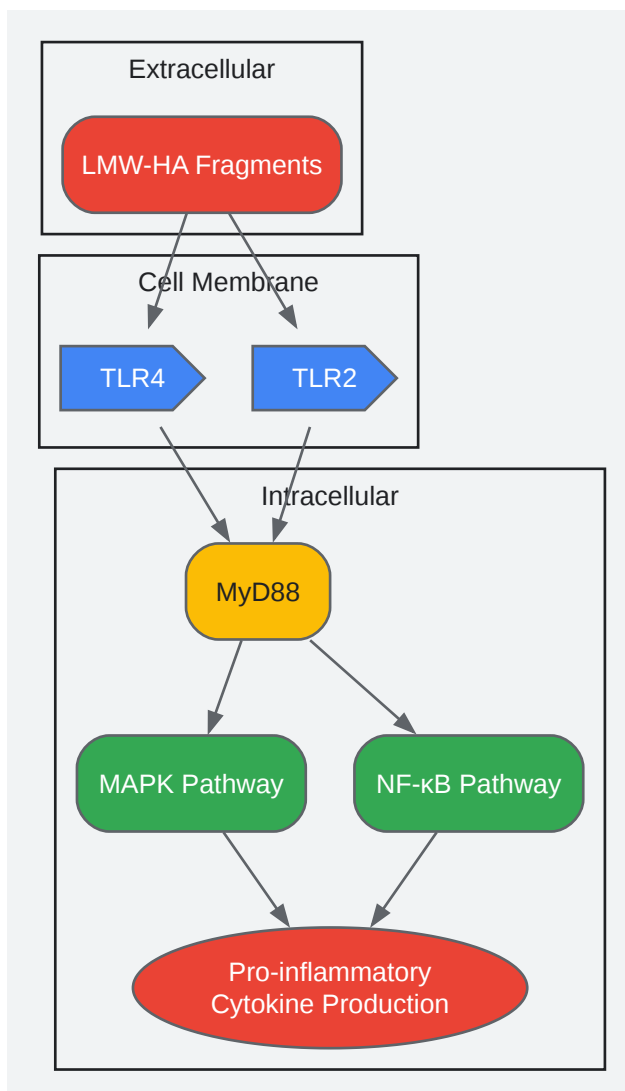 Extracellular
LMW-HA Fragments
Cell Membrane
TLR4
TLR2
Intracellular
MyD88
MAPK Pathway
NF-κB Pathway
Pro-inflammatory
Cytokine Production